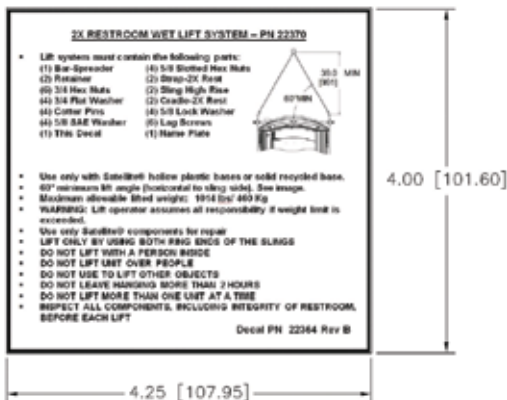 2X RESTROOM WET LIFT SYSTEM – PN 22370
• Lift system must contain the following parts:
(1) Bar-Spreader (4) 5/8 Slotted Hex Nuts
(2) Retainer (2) Strap-2X Rest
(6) 3/4 Hex Nuts (2) Sling High Rise
(4) 3/4 Flat Washer (2) Cradle-2X Rest
(4) Cotter Pins (4) 5/8 Lock Washer
(4) 5/8 SAE Washer (6) Lag Screws
(1) This Decal (1) Name Plate
MIN
60°MIN
• Use only with Satellite® hollow plastic bases or solid recycled base.
• 60° minimum lift angle (horizontal to sling side). See image.
• Maximum allowable lifted weight: 1014 lbs/ 460 Kg
• WARNING: Lift operator assumes all responsibility if weight limit is
exceeded.
• Use only Satellite® components for repair
• LIFT ONLY BY USING BOTH RING ENDS OF THE SLINGS
• DO NOT LIFT WITH A PERSON INSIDE
• DO NOT LIFT UNIT OVER PEOPLE
• DO NOT USE TO LIFT OTHER OBJECTS
• DO NOT LEAVE HANGING MORE THAN 2 HOURS
• DO NOT LIFT MORE THAN ONE UNIT AT A TIME
• INSPECT ALL COMPONENTS, INCLUDING INTEGRITY OF RESTROOM,
BEFORE EACH LIFT
Decal PN 22364 Rev B
4.00 [101.60]
4.25 [107.95]